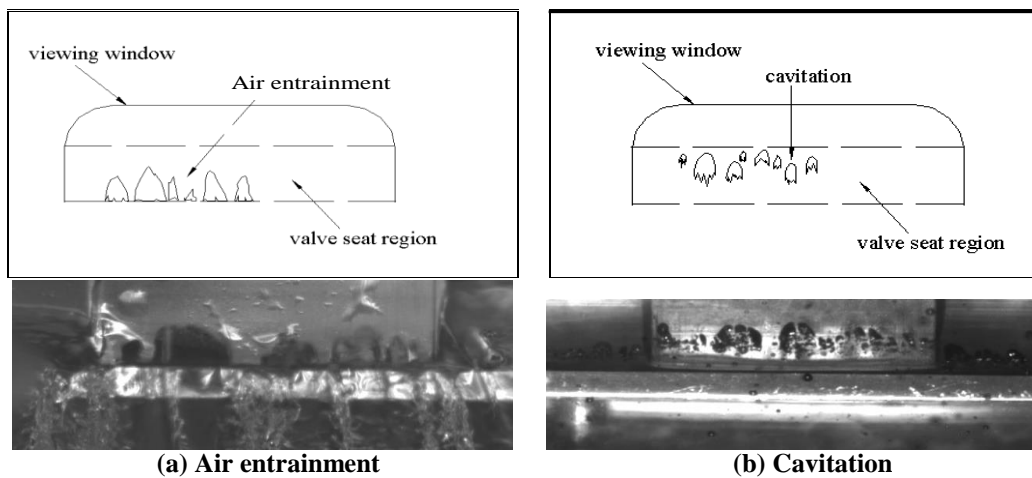 viewing window
Air entrainment
valve seat region
(a) Air entrainment
viewing window
cavitation
valve seat region
(b) Cavitation